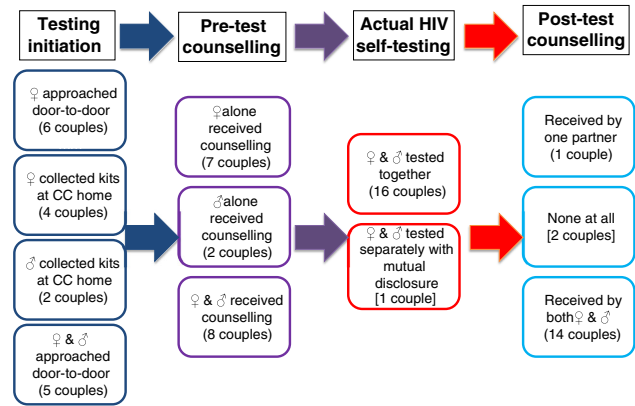 Testing
initiation
Pre-test
counselling
Actual HIV
self-testing
Post-test
counselling
♀ approached
door-to-door
(6 couples)
♀ collected kits
at CC home
(4 couples)
♂ collected kits
at CC home
(2 couples)
♀ & ♂
approached
door-to-door
(5 couples)
♀alone
received
counselling
(7 couples)
♂alone
received
counselling
(2 couples)
♀ & ♂ received
counselling
(8 couples)
♀ & ♂ tested
together
(16 couples)
♀ & ♂ tested
separately with
mutual
disclosure
[1 couple]
Received by
one partner
(1 couple)
None at all
[2 couples]
Received by
both♀ & ♂
(14 couples)